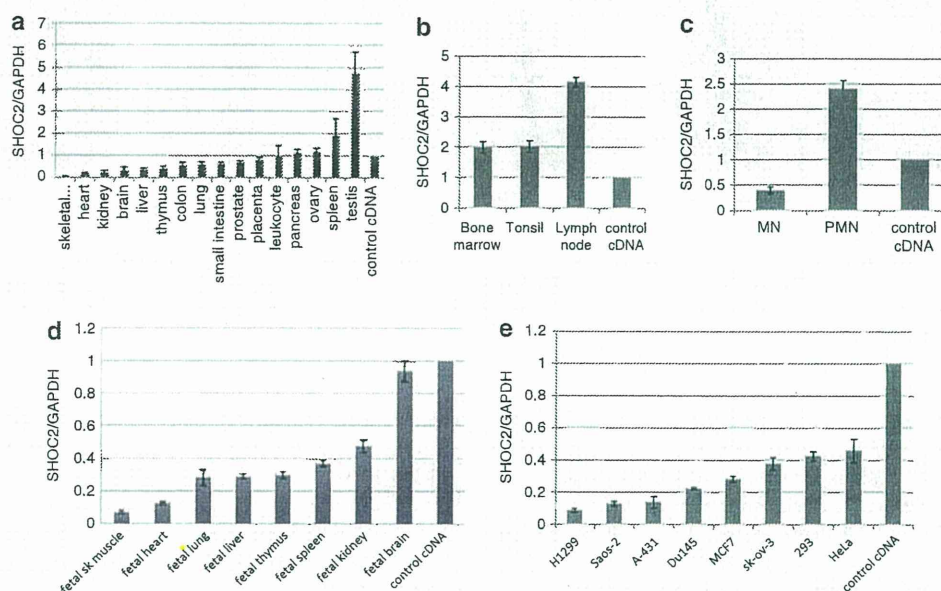 a
SHOC2/GAPDH
7
6
5
4
3
2
1
0
skeletal...
heart
kidney
brain
liver
thymus
colon
lung
small intestine
prostate
placenta
leukocyte
pancreas
ovary
spleen
testis
control cDNA
b
SHOC2/GAPDH
5
4
3
2
1
0
Bone marrow
Tonsil
Lymph node
control cDNA
c
SHOC2/GAPDH
3
2.5
2
1.5
1
0.5
0
MN
PMN
control cDNA
d
SHOC2/GAPDH
1.2
1
0.8
0.6
0.4
0.2
0
fetal sk muscle
fetal heart
fetal lung
fetal liver
fetal thymus
fetal spleen
fetal kidney
fetal brain
control cDNA
e
SHOC2/GAPDH
1.2
1
0.8
0.6
0.4
0.2
0
H1299
Saos-2
A-431
Du145
MCF7
sk-ov-3
293
HeLa
control cDNA